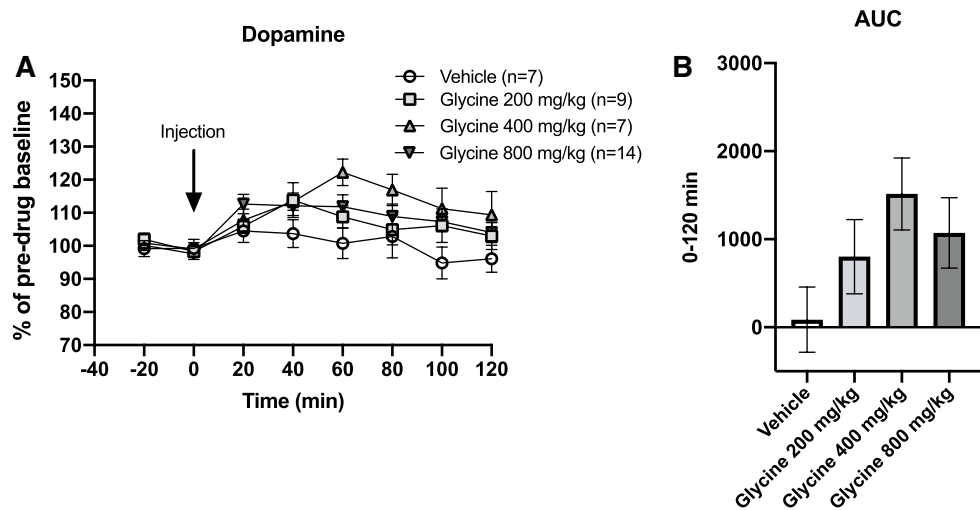 Dopamine
A
% of pre-drug baseline
150
140
130
120
110
100
90
80
70
-40 -20 0 20 40 60 80 100 120
Time (min)
Injection
Vehicle (n=7)
Glycine 200 mg/kg (n=9)
Glycine 400 mg/kg (n=7)
Glycine 800 mg/kg (n=14)
AUC
B
0-120 min
3000
2000
1000
0
Vehicle
Glycine 200 mg/kg
Glycine 400 mg/kg
Glycine 800 mg/kg